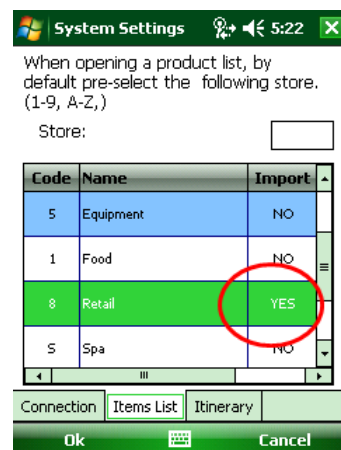 System Settings 5:22
When opening a product list, by
default pre-select the following store.
(1-9, A-Z,)
Store:
Code Name Import
5 Equipment NO
1 Food NO
8 Retail YES
S Spa NO
Connection Items List Itinerary
Ok Cancel